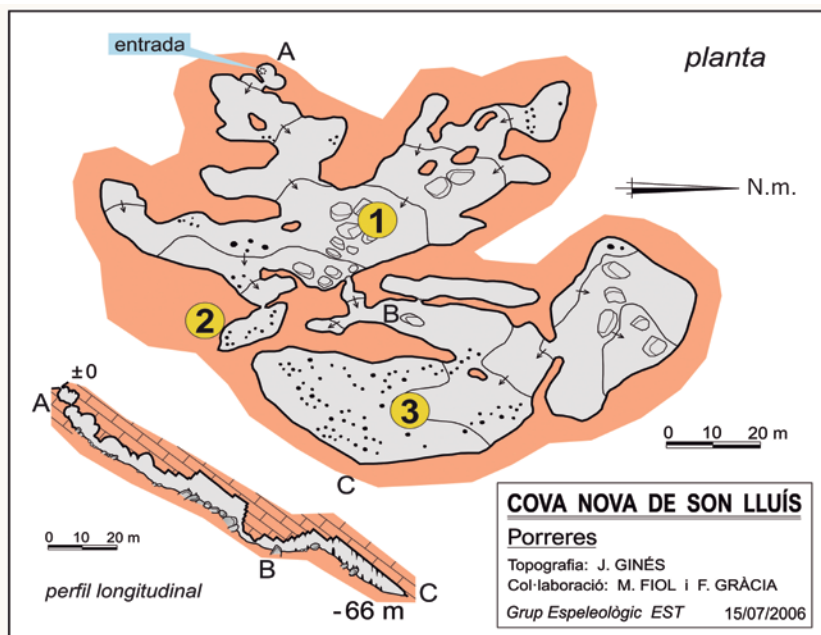 entrada
A
planta
N.m.
1
2
B
3
C
0 10 20 m
±0
A
0 10 20 m
B
C
-66 m
perfil longitudinal
COVA NOVA DE SON LLUÍS
Porreres
Topografia: J. GINÉS
Col·laboració: M. FIOL i F. GRÀCIA
Grup Espeleològic EST 15/07/2006